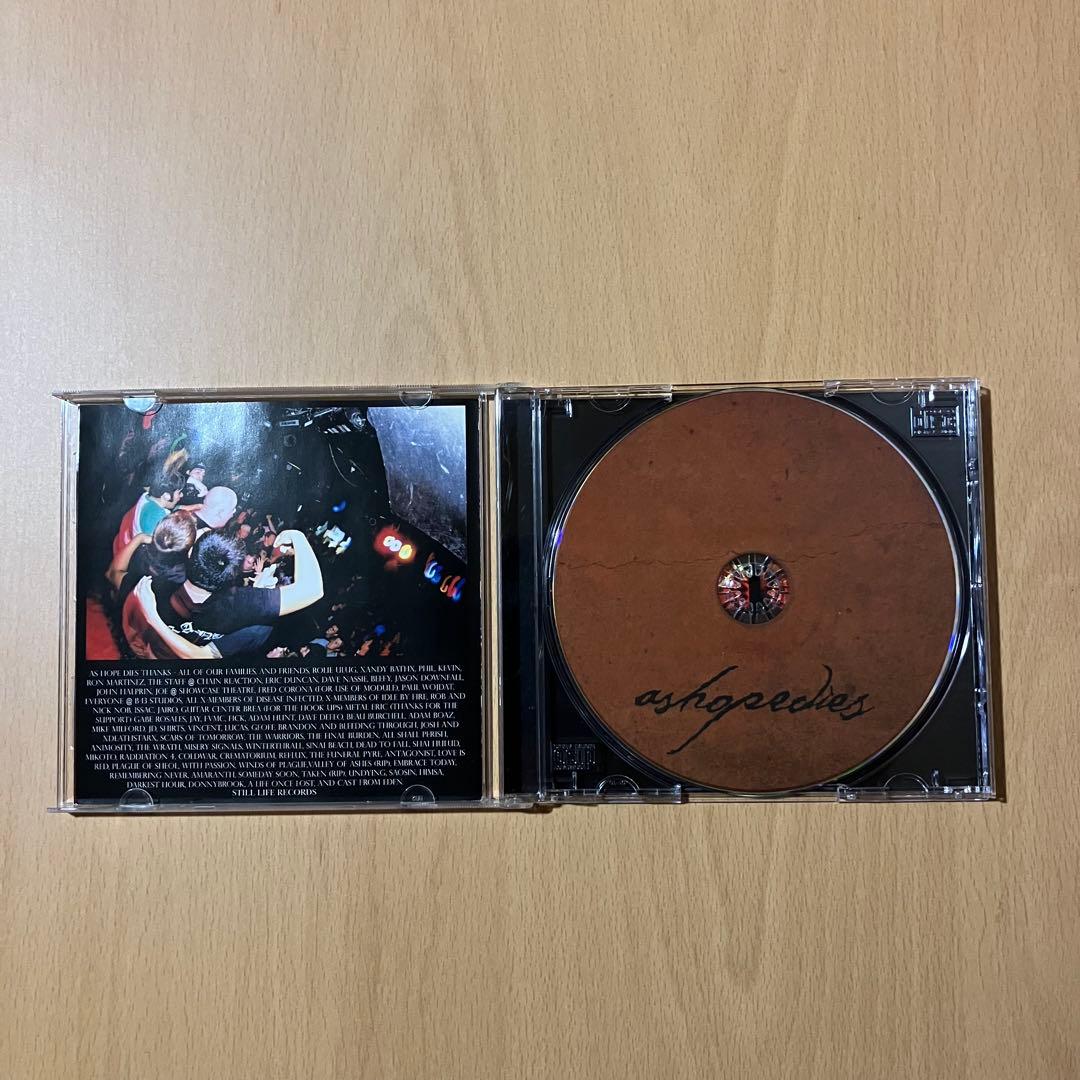 AS HOPE DIES THANKS - ALL OF OUR FAMILIES, AND FRIENDS, ROLIE ULUG, XANDY BATHX, PHIL, KEVIN,
RON MARTINEZ, THE STAFF @ CHAIN REACTION, ERIC DUNCAN, DAVE NASSIE, BEEFY, JASON DOWNFALL,
JOHN HALPRIN, JOE @ SHOWCASE THEATRE, FRED CORONA (FOR USE OF MODULE), PAUL WOJDAT,
EVERYONE @ B-13 STUDIOS, ALL X-MEMBERS OF DISEASE INFECTED, X-MEMBERS OF IDLE BY FIRE, ROB AND
NICK NOB, ISSAC, JAIRO, GUITAR CENTER BREA (FOR THE HOOK UPS) METAL ERIC (THANKS FOR THE
SUPPORT) GABE ROSALES, JAY, FVMC, FICK, ADAM HUNT, DAVE DEFEO, BEAU BURCHELL, ADAM BOAZ,
MIKE MILFORD, JD, SHIRTS, VINCENT, LUCAS, GEOFF, BRANDON AND BLEEDING THROUGH, JOSH AND
XDEATHSTARX, SCARS OF TOMORROW, THE WARRIORS, THE FINAL BURDEN, ALL SHALL PERISH,
ANIMOSITY, THE WRATH, MISERY SIGNALS, WINTERTHRALL, SINAI BEACH, DEAD TO FALL, SHAI HULUD,
MIKOTO, RADDIATION 4, COLDWAR, CREMATORIUM, REFLUX, THE FUNERAL PYRE, ANTAGONIST, LOVE IS
RED, PLAGUE OF SHEOL, WITH PASSION, WINDS OF PLAGUE,VALLEY OF ASHES (RIP), EMBRACE TODAY,
REMEMBERING NEVER, AMARANTH, SOMEDAY SOON, TAKEN (RIP), UNDYING, SAOSIN, HIMSA,
DARKEST HOUR, DONNYBROOK, A LIFE ONCE LOST, AND CAST FROM EDEN.
STILL LIFE RECORDS
ashopedies